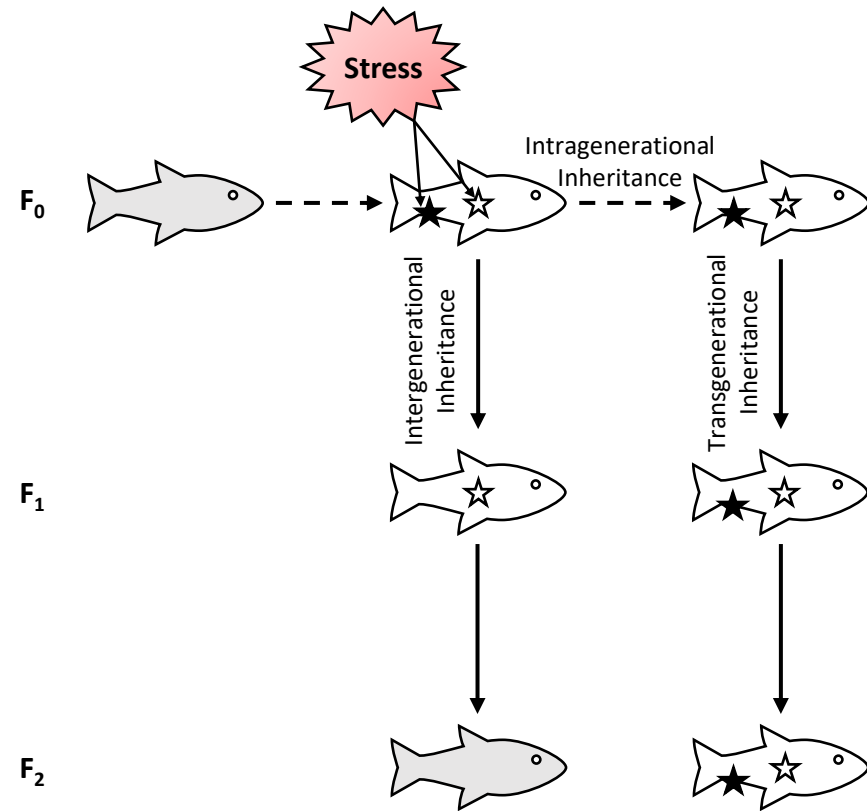 Stress
Intragenerational
Inheritance
F₀
Intergenerational
Inheritance
Transgenerational
Inheritance
F₁
F₂